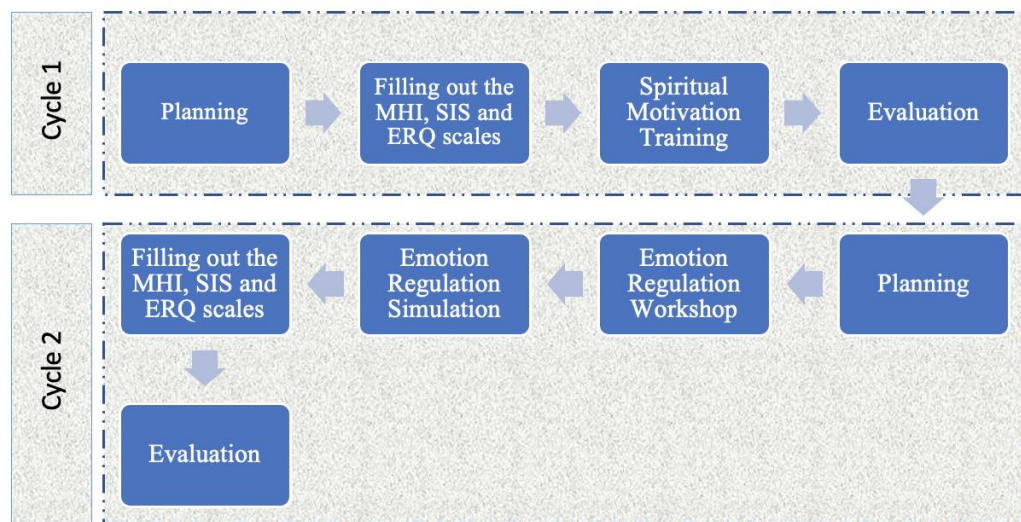 Cycle 1
Planning
Filling out the
MHI, SIS and
ERQ scales
Spiritual
Motivation
Training
Evaluation
Cycle 2
Filling out the
MHI, SIS and
ERQ scales
Emotion
Regulation
Simulation
Emotion
Regulation
Workshop
Planning
Evaluation